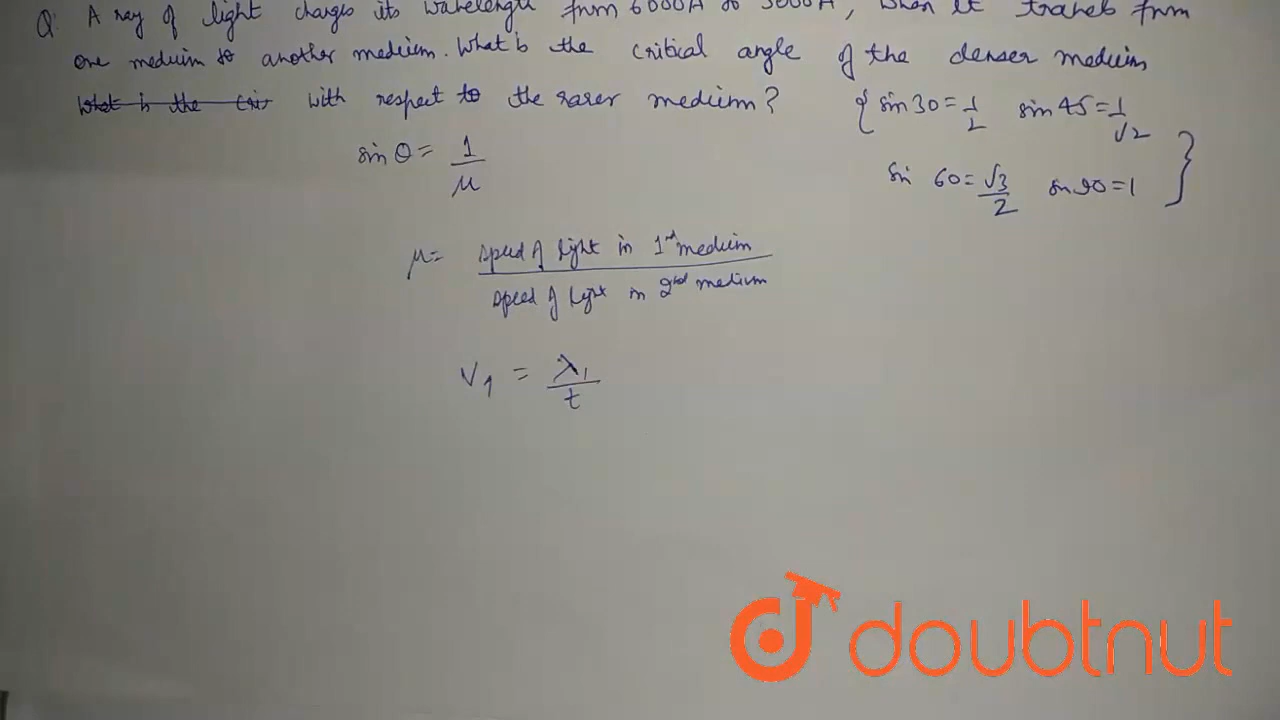 Q. A ray of light changes its wavelength from 6000Å to 3000Å, when it travels from
one medium to another medium. What is the critical angle of the denser medium
What is the cri with respect to the rarer medium? { sin 30 = 1/2 sin 45 = 1/√2
sin θ = 1/μ
sin 60 = √3/2 sin 90 = 1 }
μ = speed of light in 1st medium / speed of light in 2nd medium
V1 = λ1/t
doubtnut